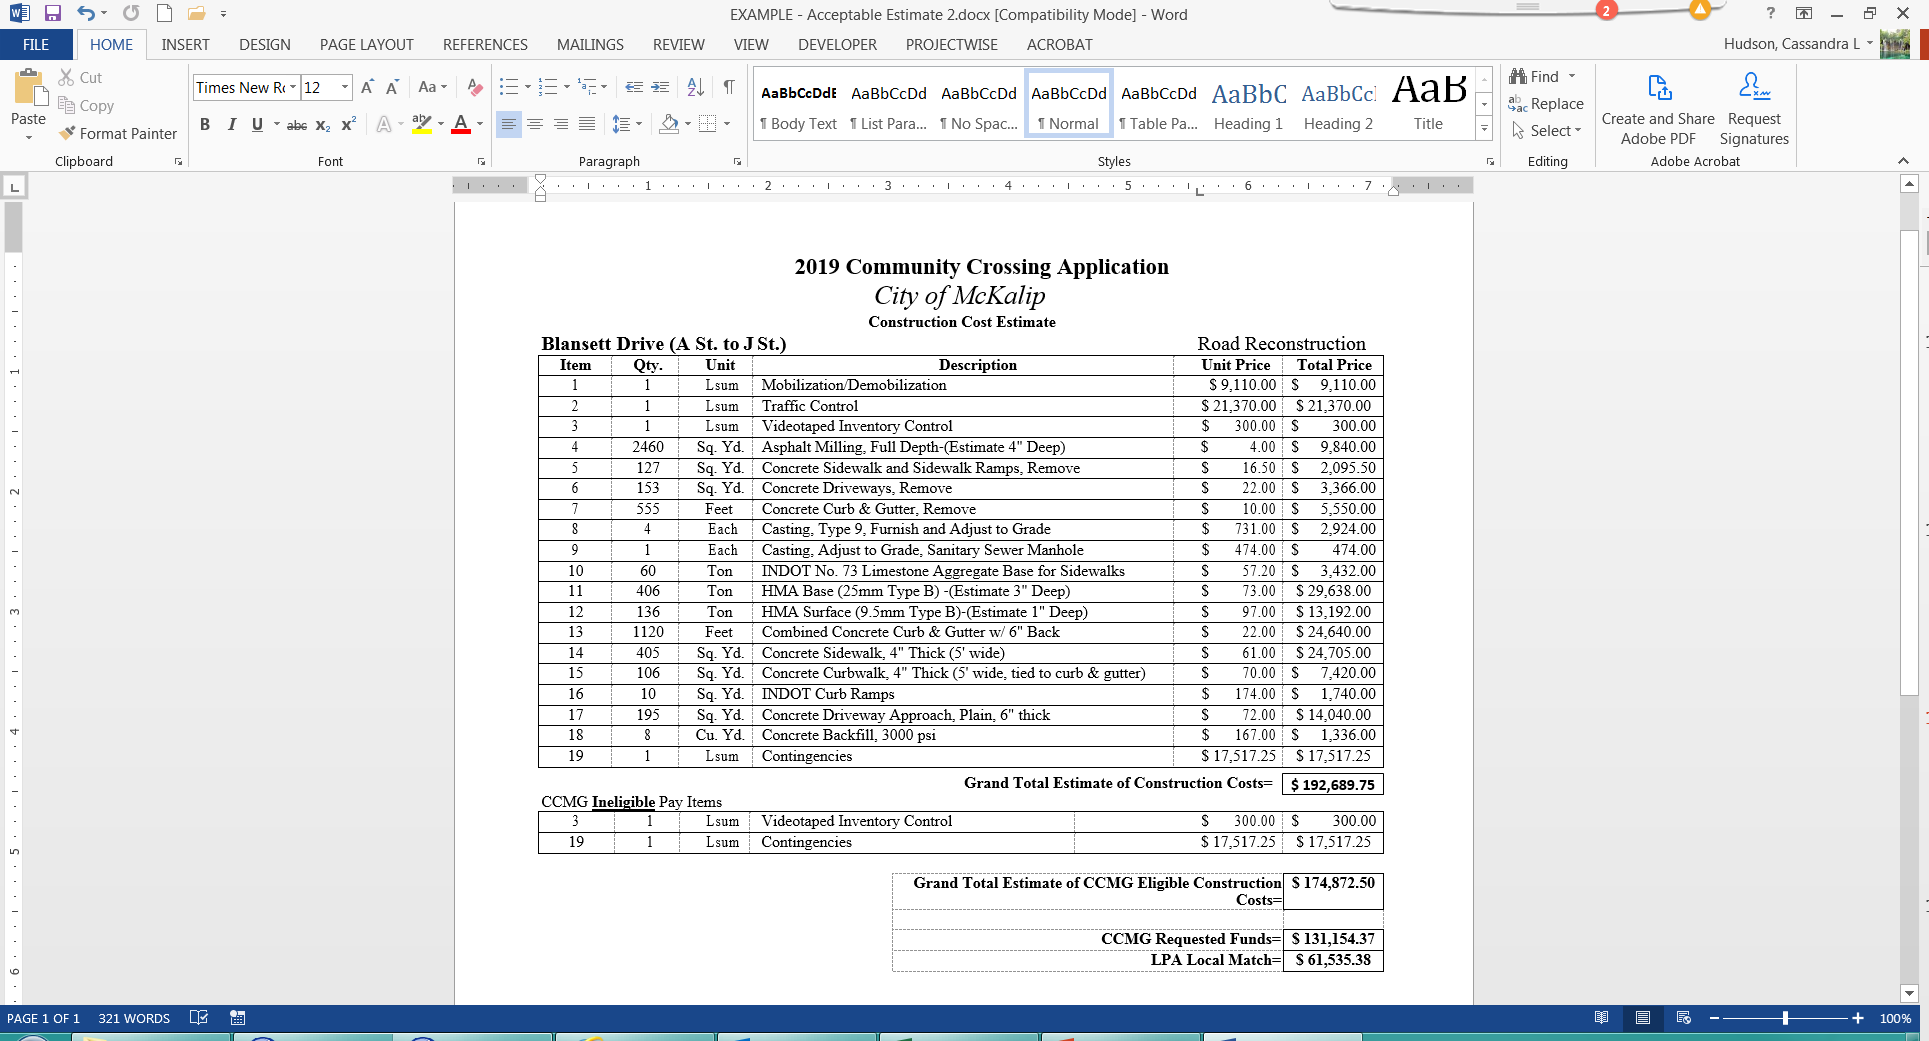 EXAMPLE - Acceptable Estimate 2.docx [Compatibility Mode] - Word
2
?
FILE HOME INSERT DESIGN PAGE LAYOUT REFERENCES MAILINGS REVIEW VIEW DEVELOPER PROJECTWISE ACROBAT
Hudson, Cassandra L
Paste
Cut
Copy
Format Painter
Clipboard
Times New Ro 12
Aa
B I U abc X₂ X² A ab A
Font
Paragraph
AaBbCcDdE AaBbCcDd AaBbCcDd AaBbCcDd AaBbCcDd AaBbC AaBbCc AaB
¶ Body Text ¶ List Para... ¶ No Spac... ¶ Normal ¶ Table Pa... Heading 1 Heading 2 Title
Styles
Find
Replace
Select
Editing
Create and Share Adobe PDF
Request Signatures
Adobe Acrobat
1 2 3 4 5 6 7
2019 Community Crossing Application
City of McKalip
Construction Cost Estimate
Blansett Drive (A St. to J St.) Road Reconstruction
Item Qty. Unit Description Unit Price Total Price
1 1 Lsum Mobilization/Demobilization $ 9,110.00 $ 9,110.00
2 1 Lsum Traffic Control $ 21,370.00 $ 21,370.00
3 1 Lsum Videotaped Inventory Control $ 300.00 $ 300.00
4 2460 Sq. Yd. Asphalt Milling, Full Depth-(Estimate 4" Deep) $ 4.00 $ 9,840.00
5 127 Sq. Yd. Concrete Sidewalk and Sidewalk Ramps, Remove $ 16.50 $ 2,095.50
6 153 Sq. Yd. Concrete Driveways, Remove $ 22.00 $ 3,366.00
7 555 Feet Concrete Curb & Gutter, Remove $ 10.00 $ 5,550.00
8 4 Each Casting, Type 9, Furnish and Adjust to Grade $ 731.00 $ 2,924.00
9 1 Each Casting, Adjust to Grade, Sanitary Sewer Manhole $ 474.00 $ 474.00
10 60 Ton INDOT No. 73 Limestone Aggregate Base for Sidewalks $ 57.20 $ 3,432.00
11 406 Ton HMA Base (25mm Type B) -(Estimate 3" Deep) $ 73.00 $ 29,638.00
12 136 Ton HMA Surface (9.5mm Type B)-(Estimate 1" Deep) $ 97.00 $ 13,192.00
13 1120 Feet Combined Concrete Curb & Gutter w/ 6" Back $ 22.00 $ 24,640.00
14 405 Sq. Yd. Concrete Sidewalk, 4" Thick (5' wide) $ 61.00 $ 24,705.00
15 106 Sq. Yd. Concrete Curbwalk, 4" Thick (5' wide, tied to curb & gutter) $ 70.00 $ 7,420.00
16 10 Sq. Yd. INDOT Curb Ramps $ 174.00 $ 1,740.00
17 195 Sq. Yd. Concrete Driveway Approach, Plain, 6" thick $ 72.00 $ 14,040.00
18 8 Cu. Yd. Concrete Backfill, 3000 psi $ 167.00 $ 1,336.00
19 1 Lsum Contingencies $ 17,517.25 $ 17,517.25
Grand Total Estimate of Construction Costs= $ 192,689.75
CCMG Ineligible Pay Items
3 1 Lsum Videotaped Inventory Control $ 300.00 $ 300.00
19 1 Lsum Contingencies $ 17,517.25 $ 17,517.25
Grand Total Estimate of CCMG Eligible Construction $ 174,872.50
Costs=
CCMG Requested Funds= $ 131,154.37
LPA Local Match= $ 61,535.38
1
2
3
4
5
6
PAGE 1 OF 1 321 WORDS 100%